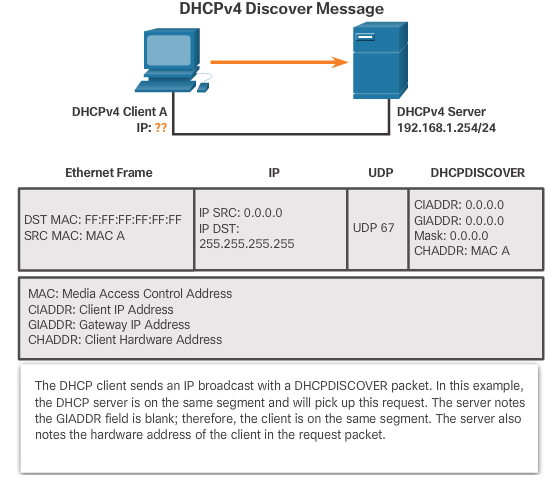 DHCPv4 Discover Message
DHCPv4 Client A
IP: ??
DHCPv4 Server
192.168.1.254/24
Ethernet Frame
IP
UDP
DHCPDISCOVER
DST MAC: FF:FF:FF:FF:FF:FF
SRC MAC: MAC A
IP SRC: 0.0.0.0
IP DST:
255.255.255.255
UDP 67
CIADDR: 0.0.0.0
GIADDR: 0.0.0.0
Mask: 0.0.0.0
CHADDR: MAC A
MAC: Media Access Control Address
CIADDR: Client IP Address
GIADDR: Gateway IP Address
CHADDR: Client Hardware Address
The DHCP client sends an IP broadcast with a DHCPDISCOVER packet. In this example,
the DHCP server is on the same segment and will pick up this request. The server notes
the GIADDR field is blank; therefore, the client is on the same segment. The server also
notes the hardware address of the client in the request packet.